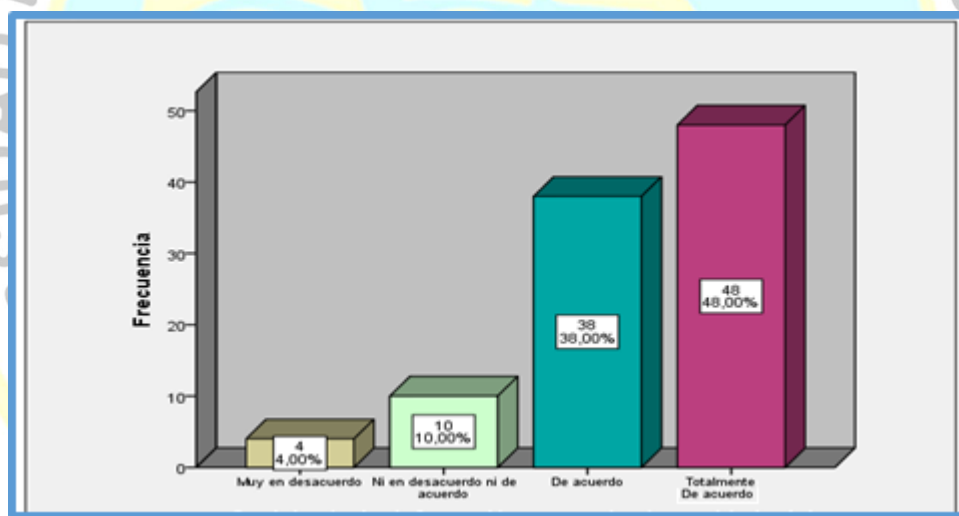 Frecuencia
50
40
30
20
10
0
4
4,00%
10
10,00%
38
38,00%
48
48,00%
Muy en desacuerdo
Ni en desacuerdo ni de
acuerdo
De acuerdo
Totalmente
De acuerdo